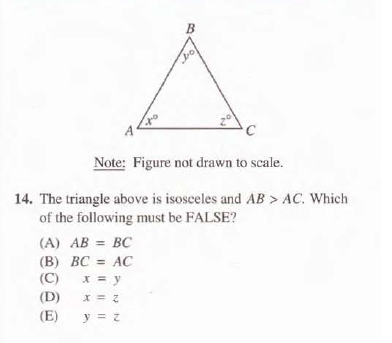 B
y°
x° z°
A C
Note: Figure not drawn to scale.
14. The triangle above is isosceles and AB > AC. Which
of the following must be FALSE?
(A) AB = BC
(B) BC = AC
(C) x = y
(D) x = z
(E) y = z